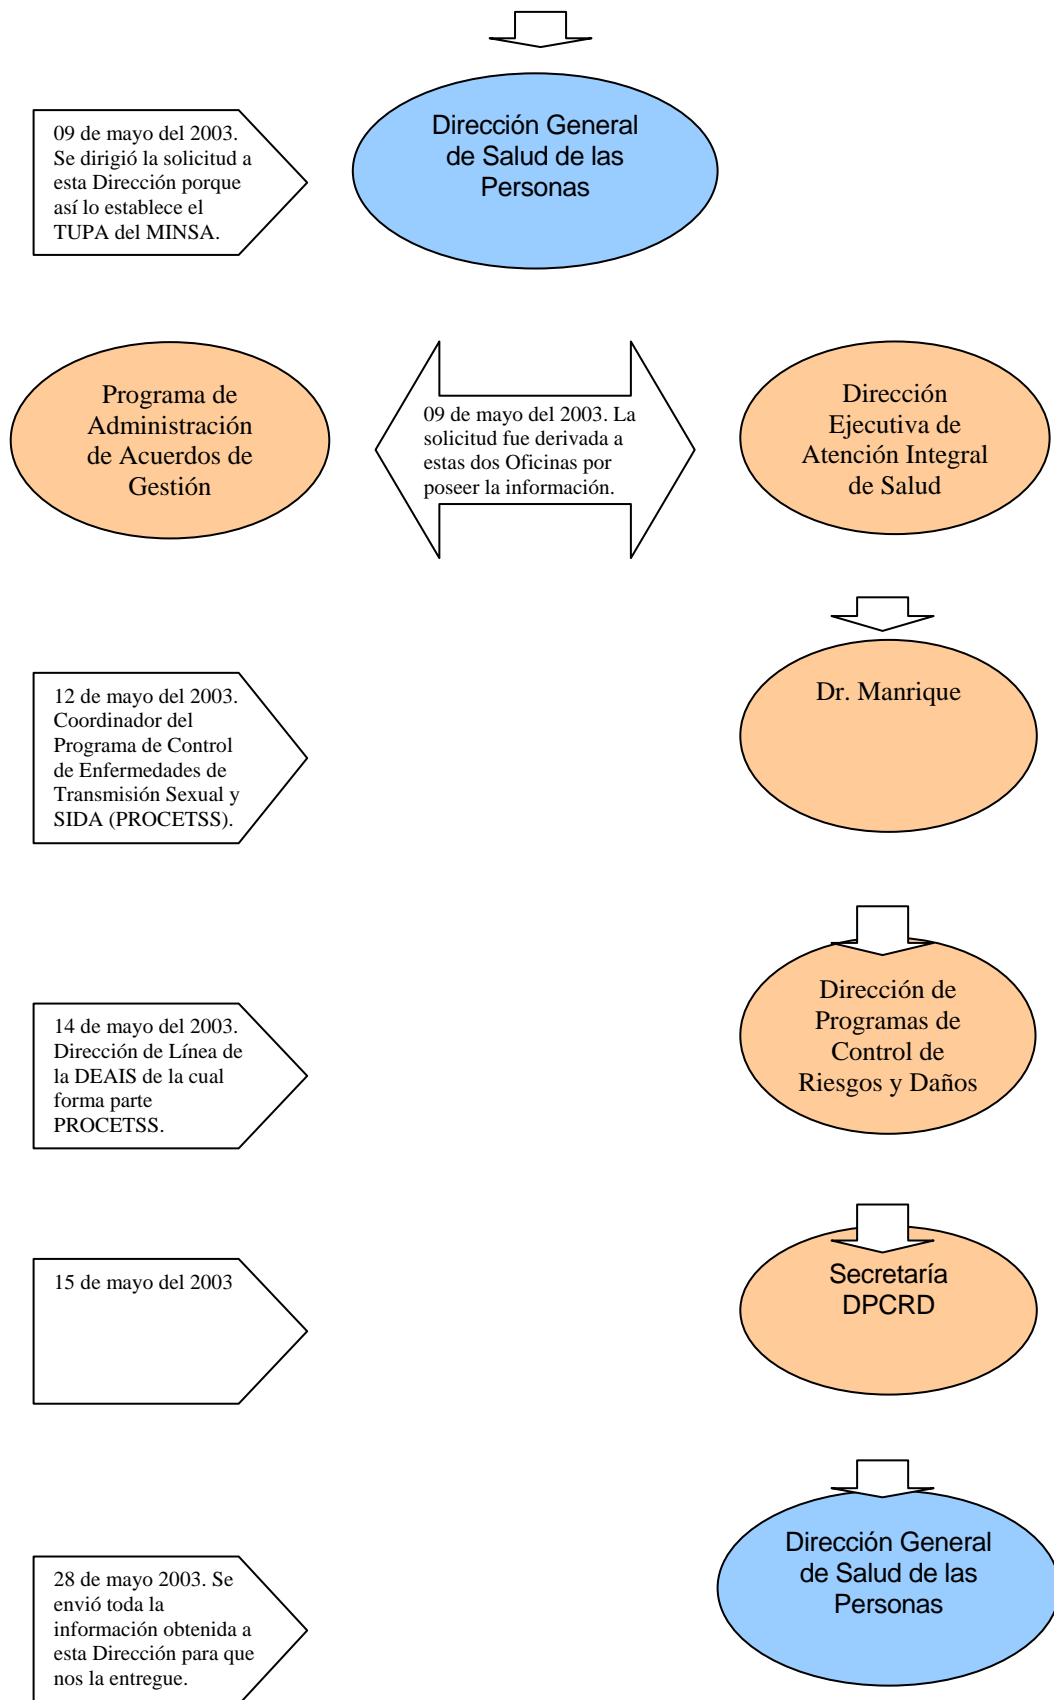 Dirección General
de Salud de las
Personas
09 de mayo del 2003.
Se dirigió la solicitud a
esta Dirección porque
así lo establece el
TUPA del MINSA.
Programa de
Administración
de Acuerdos de
Gestión
09 de mayo del 2003. La
solicitud fue derivada a
estas dos Oficinas por
poseer la información.
Dirección
Ejecutiva de
Atención Integral
de Salud
12 de mayo del 2003.
Coordinador del
Programa de Control
de Enfermedades de
Transmisión Sexual y
SIDA (PROCETSS).
Dr. Manrique
14 de mayo del 2003.
Dirección de Línea de
la DEAIS de la cual
forma parte
PROCETSS.
Dirección de
Programas de
Control de
Riesgos y Daños
15 de mayo del 2003
Secretaría
DPCRD
28 de mayo 2003. Se
envió toda la
información obtenida a
esta Dirección para que
nos la entregue.
Dirección General
de Salud de las
Personas